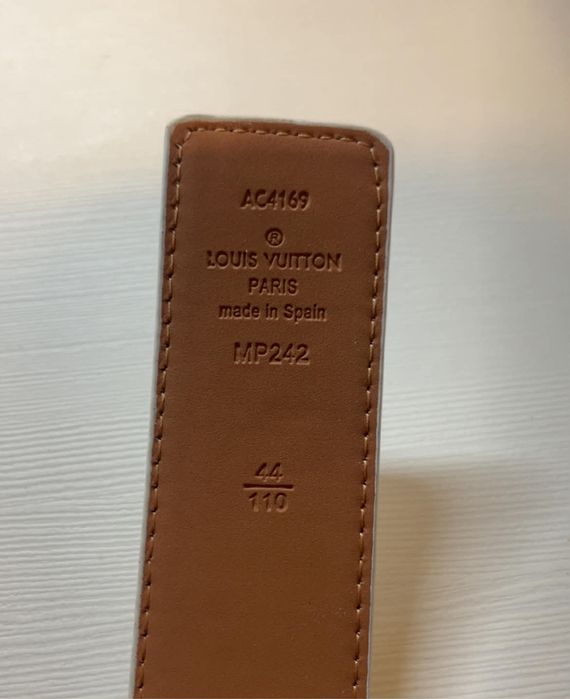 AC4169
®
LOUIS VUITTON
PARIS
made in Spain
MP242
44
110